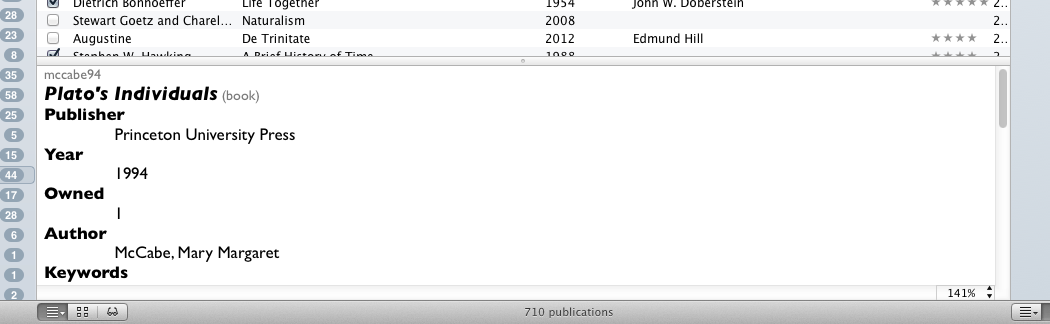 Dietrich Bonhoeffer Life Together 1954 John W. Doberstein ★★★★★ 2..
28 Stewart Goetz and Charel... Naturalism 2008 2..
23 Augustine De Trinitate 2012 Edmund Hill ★★★★ 2..
8 Stephen W. Hawking A Brief History of Time 1988 ★★★★ 2..
35 mccabe94
58 Plato's Individuals (book)
25 Publisher
5 Princeton University Press
15 Year
44 1994
17 Owned
28 1
6 Author
1 McCabe, Mary Margaret
1 Keywords
2 141%
710 publications